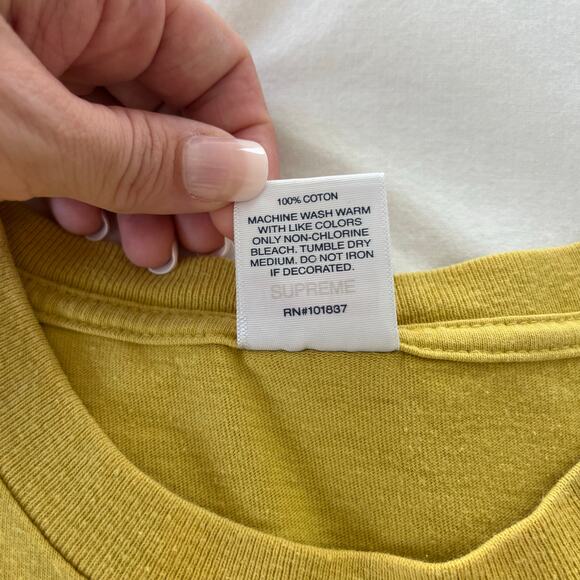 100% COTON
MACHINE WASH WARM
WITH LIKE COLORS
ONLY NON-CHLORINE
BLEACH. TUMBLE DRY
MEDIUM. DO NOT IRON
IF DECORATED.
SUPREME
RN#101837